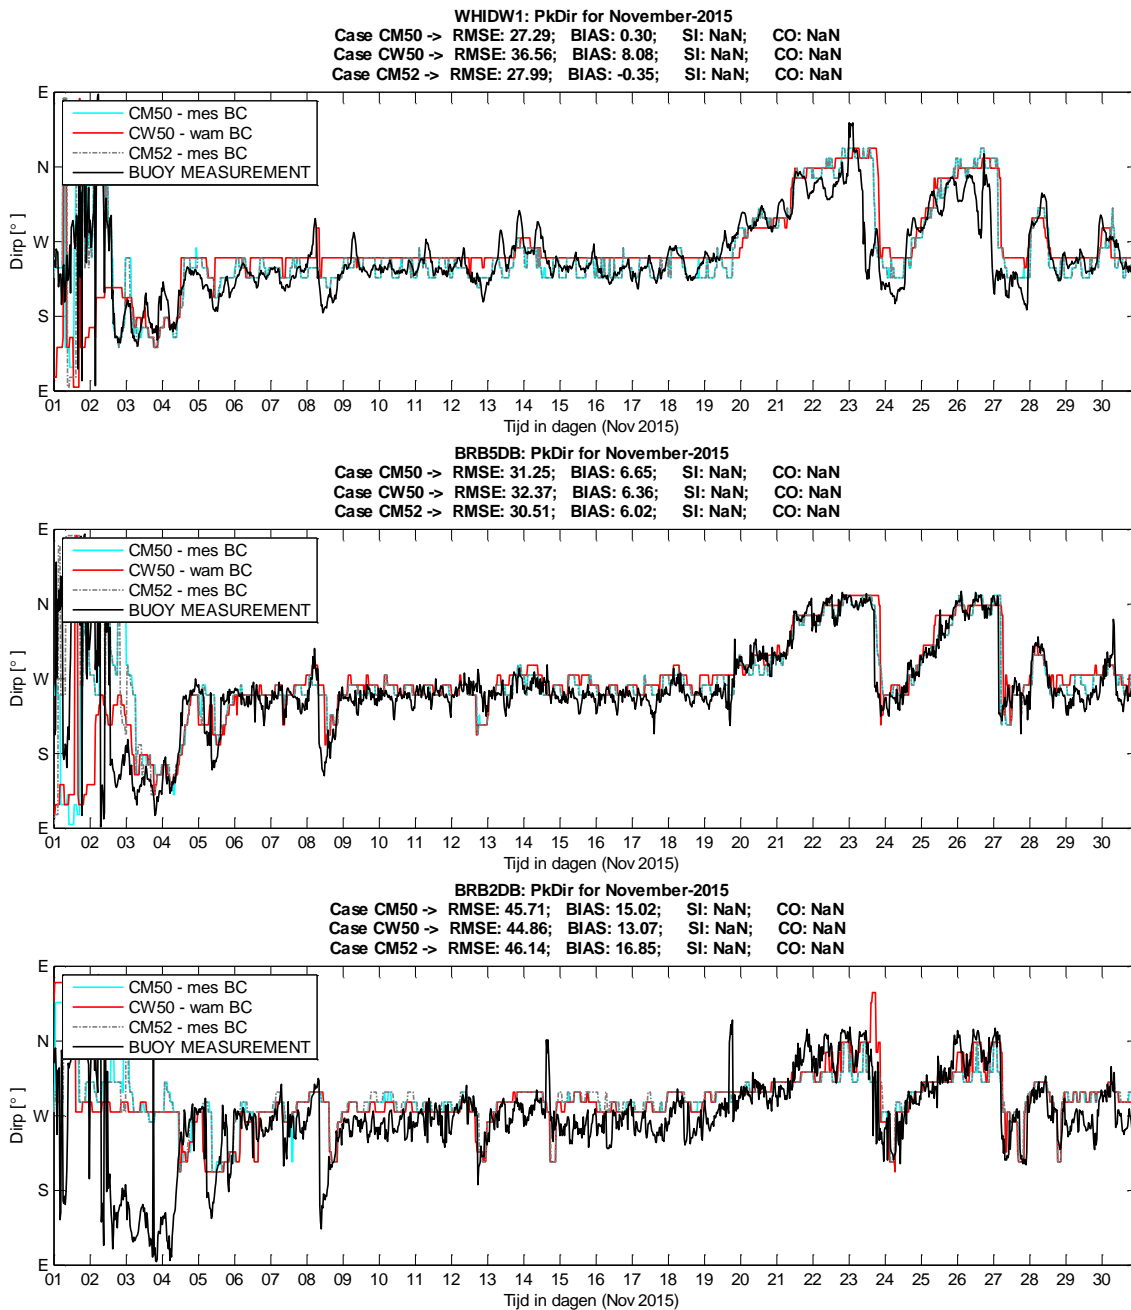 WHIDW1: PkDir for November-2015
Case CM50 -> RMSE: 27.29; BIAS: 0.30; SI: NaN; CO: NaN
Case CW50 -> RMSE: 36.56; BIAS: 8.08; SI: NaN; CO: NaN
Case CM52 -> RMSE: 27.99; BIAS: -0.35; SI: NaN; CO: NaN
E
CM50 - mes BC
CW50 - wam BC
CM52 - mes BC
BUOY MEASUREMENT
N
W
S
E
Dirp [°]
01 02 03 04 05 06 07 08 09 10 11 12 13 14 15 16 17 18 19 20 21 22 23 24 25 26 27 28 29 30
Tijd in dagen (Nov 2015)
BRB5DB: PkDir for November-2015
Case CM50 -> RMSE: 31.25; BIAS: 6.65; SI: NaN; CO: NaN
Case CW50 -> RMSE: 32.37; BIAS: 6.36; SI: NaN; CO: NaN
Case CM52 -> RMSE: 30.51; BIAS: 6.02; SI: NaN; CO: NaN
E
CM50 - mes BC
CW50 - wam BC
CM52 - mes BC
BUOY MEASUREMENT
N
W
S
E
Dirp [°]
01 02 03 04 05 06 07 08 09 10 11 12 13 14 15 16 17 18 19 20 21 22 23 24 25 26 27 28 29 30
Tijd in dagen (Nov 2015)
BRB2DB: PkDir for November-2015
Case CM50 -> RMSE: 45.71; BIAS: 15.02; SI: NaN; CO: NaN
Case CW50 -> RMSE: 44.86; BIAS: 13.07; SI: NaN; CO: NaN
Case CM52 -> RMSE: 46.14; BIAS: 16.85; SI: NaN; CO: NaN
E
CM50 - mes BC
CW50 - wam BC
CM52 - mes BC
BUOY MEASUREMENT
N
W
S
E
Dirp [°]
01 02 03 04 05 06 07 08 09 10 11 12 13 14 15 16 17 18 19 20 21 22 23 24 25 26 27 28 29 30
Tijd in dagen (Nov 2015)